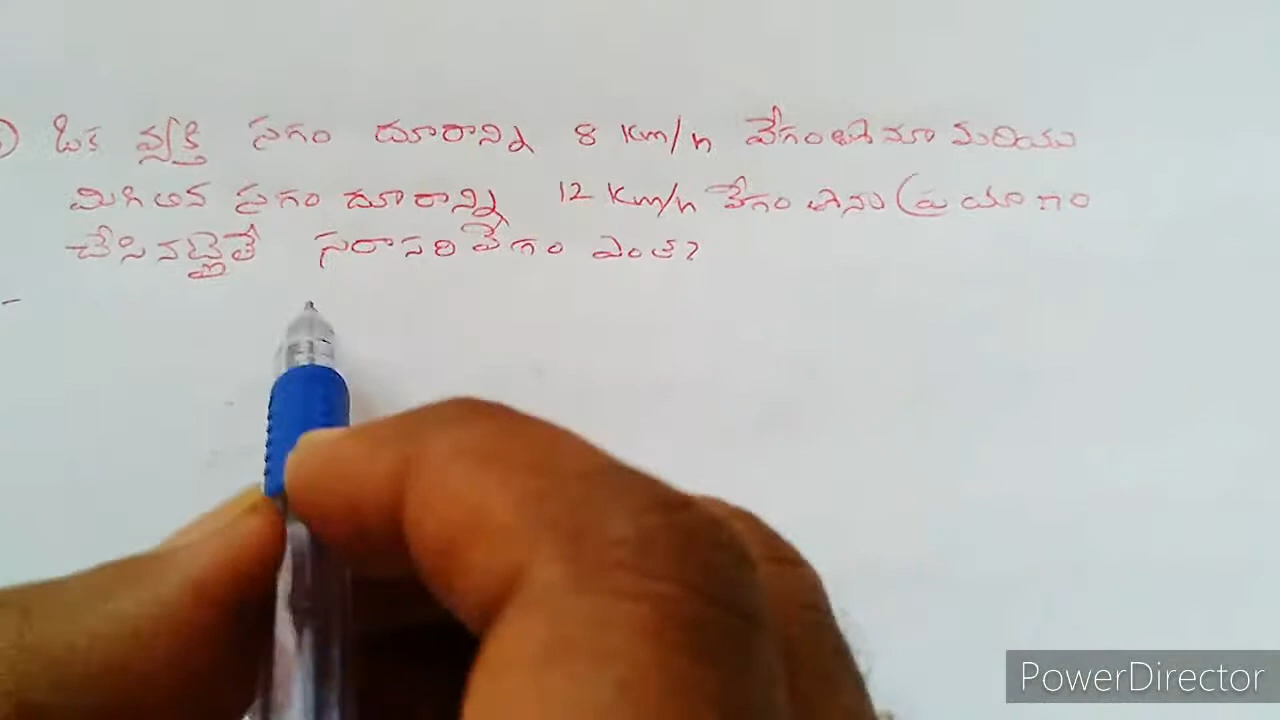 ) ఒక వ్యక్తి సగం దూరాన్ని 8 Km/h వేగంతోనూ మరియు
మిగిలిన సగం దూరాన్ని 12 Km/h వేగంతోను ప్రయాణం
చేసినట్లైతే సరాసరి వేగం ఎంత?
PowerDirector